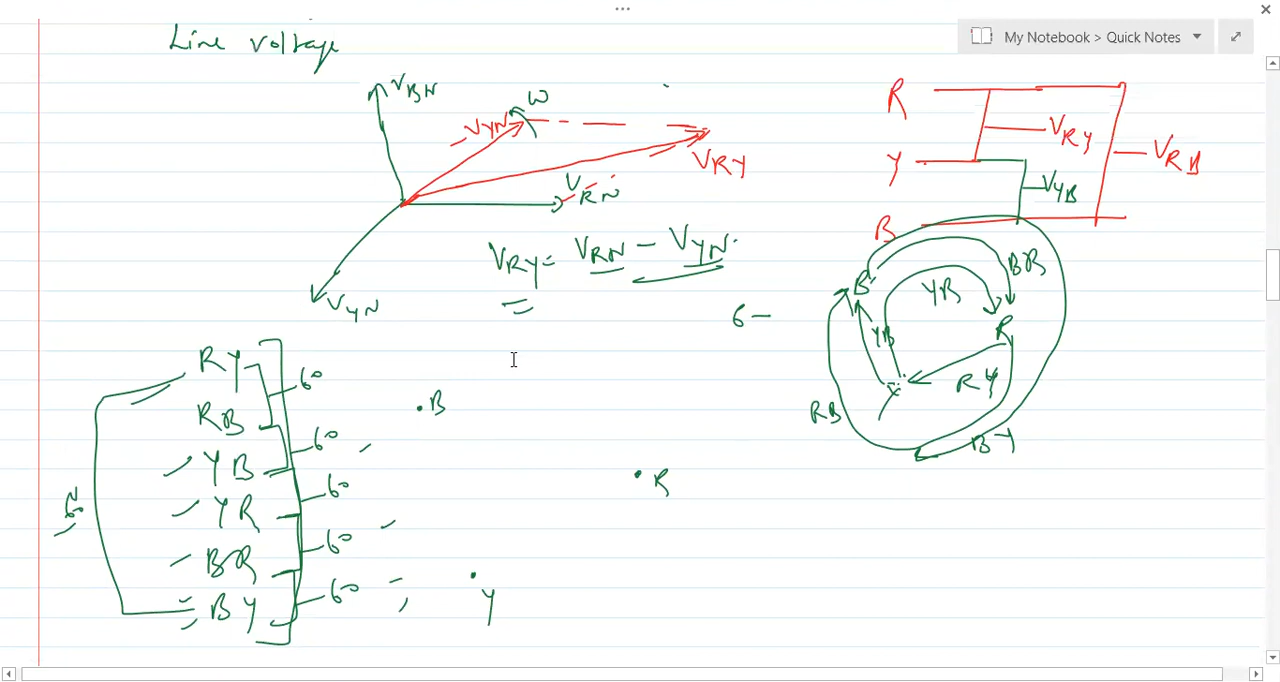 My Notebook > Quick Notes
Line voltage
VBN
W
-VYN
VRY
VRN
VYN
VRY = VRN - VYN
R
Y
B
VRY
VRB
VYB
B
BR
YB
R
YB
RY
RB
BY
RY
60
RB
B
60
YB
60
YR
R
60
BR
60
BY
Y